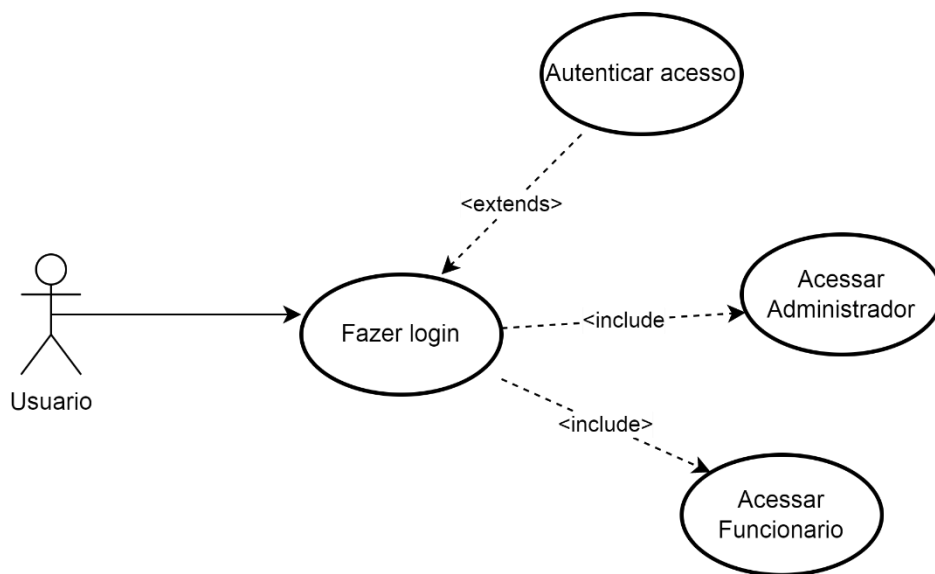 Autenticar acesso
<extends>
Acessar
Administrador
<include
Fazer login
Usuario
<include>
Acessar
Funcionario